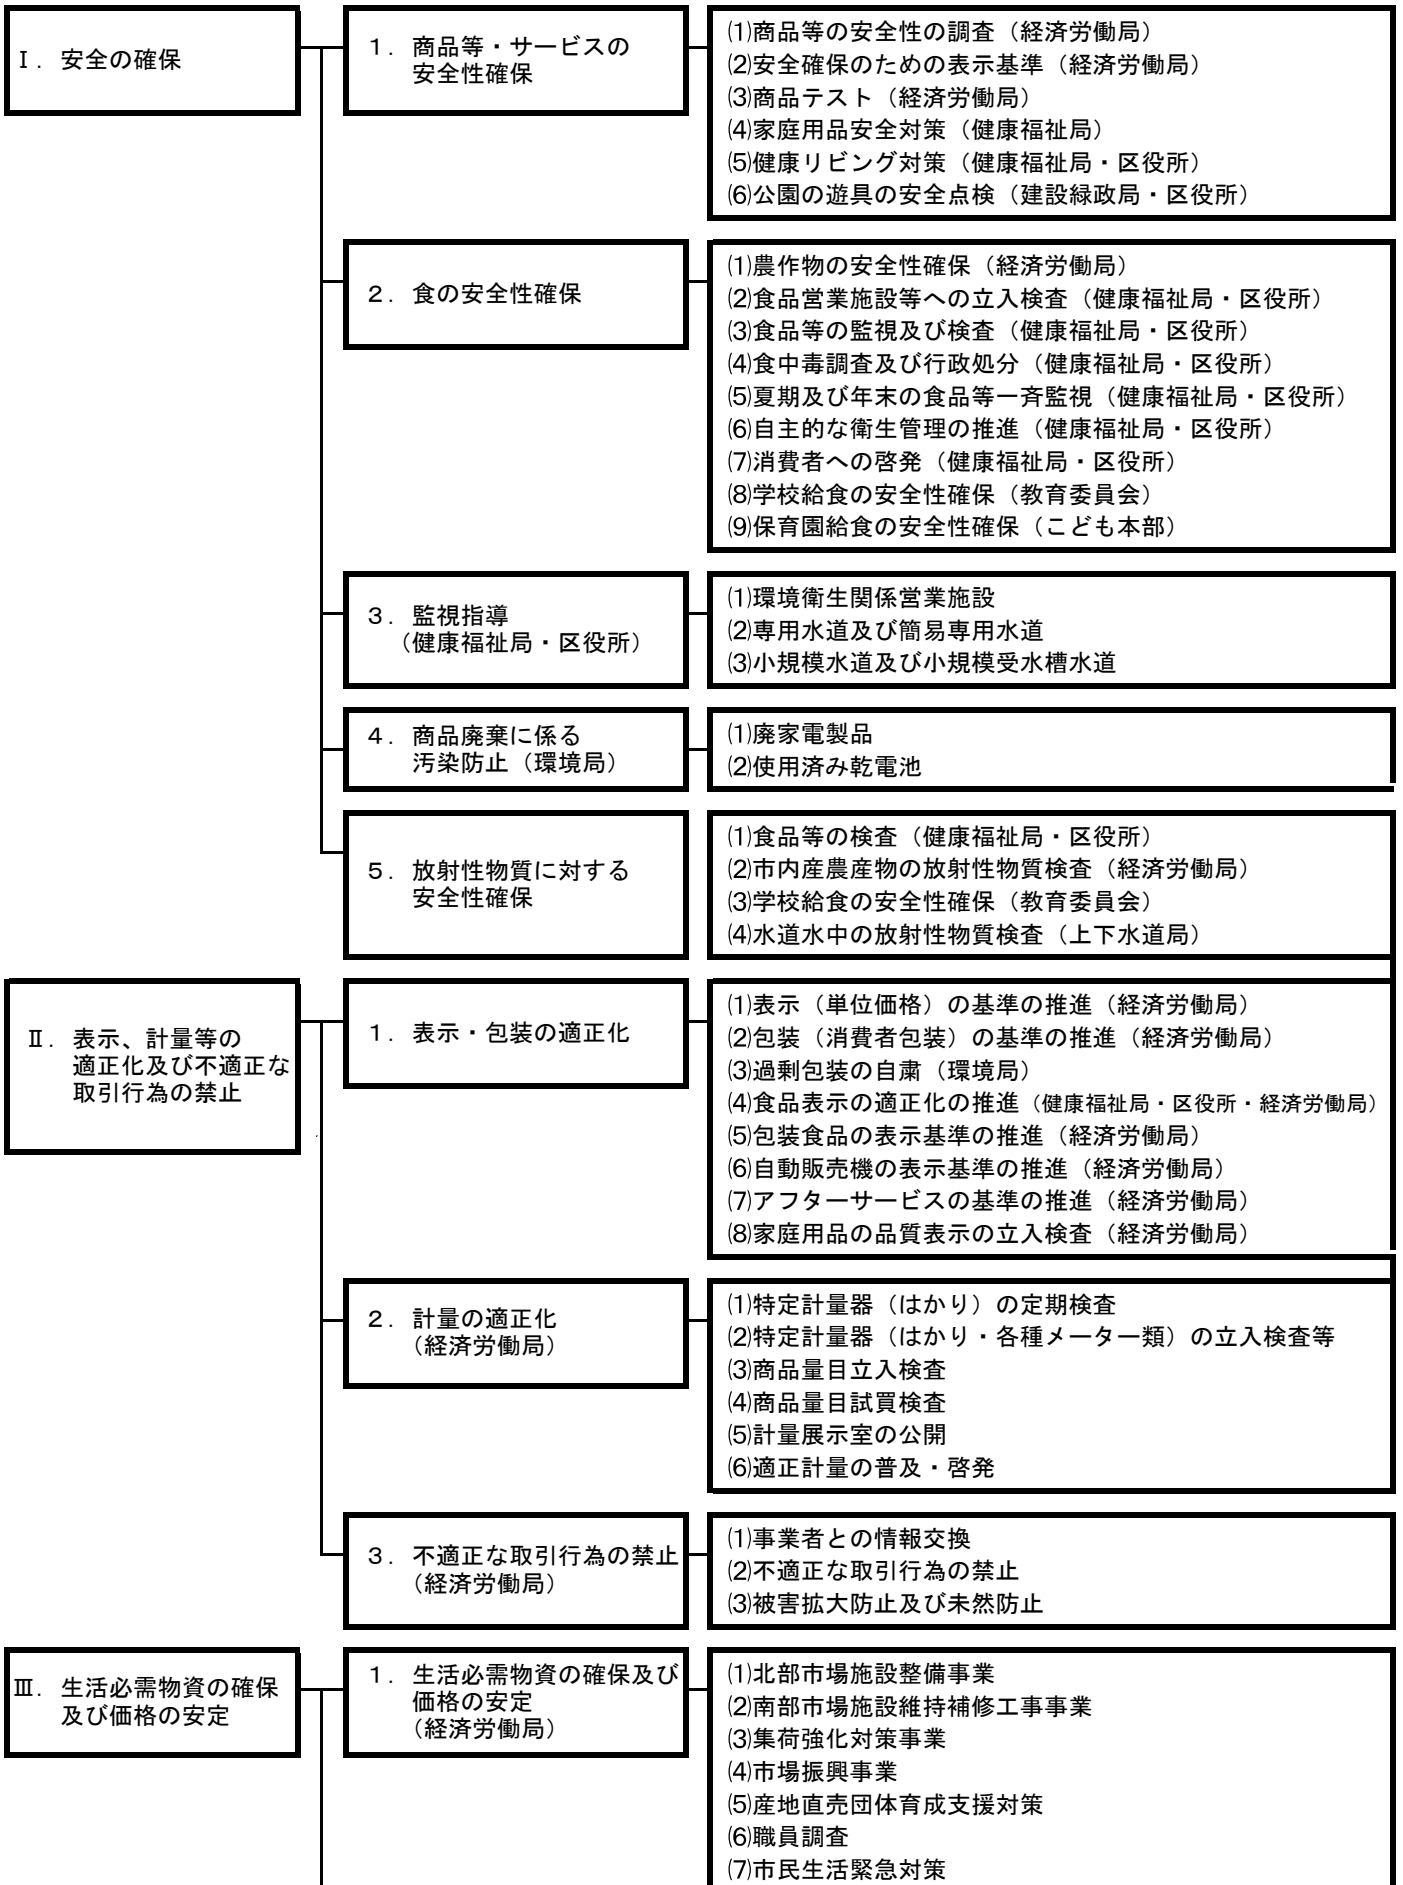 Ⅰ．安全の確保
１．商品等・サービスの
安全性確保
⑴商品等の安全性の調査（経済労働局）
⑵安全確保のための表示基準（経済労働局）
⑶商品テスト（経済労働局）
⑷家庭用品安全対策（健康福祉局）
⑸健康リビング対策（健康福祉局・区役所）
⑹公園の遊具の安全点検（建設緑政局・区役所）
２．食の安全性確保
⑴農作物の安全性確保（経済労働局）
⑵食品営業施設等への立入検査（健康福祉局・区役所）
⑶食品等の監視及び検査（健康福祉局・区役所）
⑷食中毒調査及び行政処分（健康福祉局・区役所）
⑸夏期及び年末の食品等一斉監視（健康福祉局・区役所）
⑹自主的な衛生管理の推進（健康福祉局・区役所）
⑺消費者への啓発（健康福祉局・区役所）
⑻学校給食の安全性確保（教育委員会）
⑼保育園給食の安全性確保（こども本部）
３．監視指導
（健康福祉局・区役所）
⑴環境衛生関係営業施設
⑵専用水道及び簡易専用水道
⑶小規模水道及び小規模受水槽水道
４．商品廃棄に係る
汚染防止（環境局）
⑴廃家電製品
⑵使用済み乾電池
５．放射性物質に対する
安全性確保
⑴食品等の検査（健康福祉局・区役所）
⑵市内産農産物の放射性物質検査（経済労働局）
⑶学校給食の安全性確保（教育委員会）
⑷水道水中の放射性物質検査（上下水道局）
Ⅱ．表示、計量等の
適正化及び不適正な
取引行為の禁止
１．表示・包装の適正化
⑴表示（単位価格）の基準の推進（経済労働局）
⑵包装（消費者包装）の基準の推進（経済労働局）
⑶過剰包装の自粛（環境局）
⑷食品表示の適正化の推進（健康福祉局・区役所・経済労働局）
⑸包装食品の表示基準の推進（経済労働局）
⑹自動販売機の表示基準の推進（経済労働局）
⑺アフターサービスの基準の推進（経済労働局）
⑻家庭用品の品質表示の立入検査（経済労働局）
２．計量の適正化
（経済労働局）
⑴特定計量器（はかり）の定期検査
⑵特定計量器（はかり・各種メーター類）の立入検査等
⑶商品量目立入検査
⑷商品量目試買検査
⑸計量展示室の公開
⑹適正計量の普及・啓発
３．不適正な取引行為の禁止
（経済労働局）
⑴事業者との情報交換
⑵不適正な取引行為の禁止
⑶被害拡大防止及び未然防止
Ⅲ．生活必需物資の確保
及び価格の安定
１．生活必需物資の確保及び
価格の安定
（経済労働局）
⑴北部市場施設整備事業
⑵南部市場施設維持補修工事事業
⑶集荷強化対策事業
⑷市場振興事業
⑸産地直売団体育成支援対策
⑹職員調査
⑺市民生活緊急対策